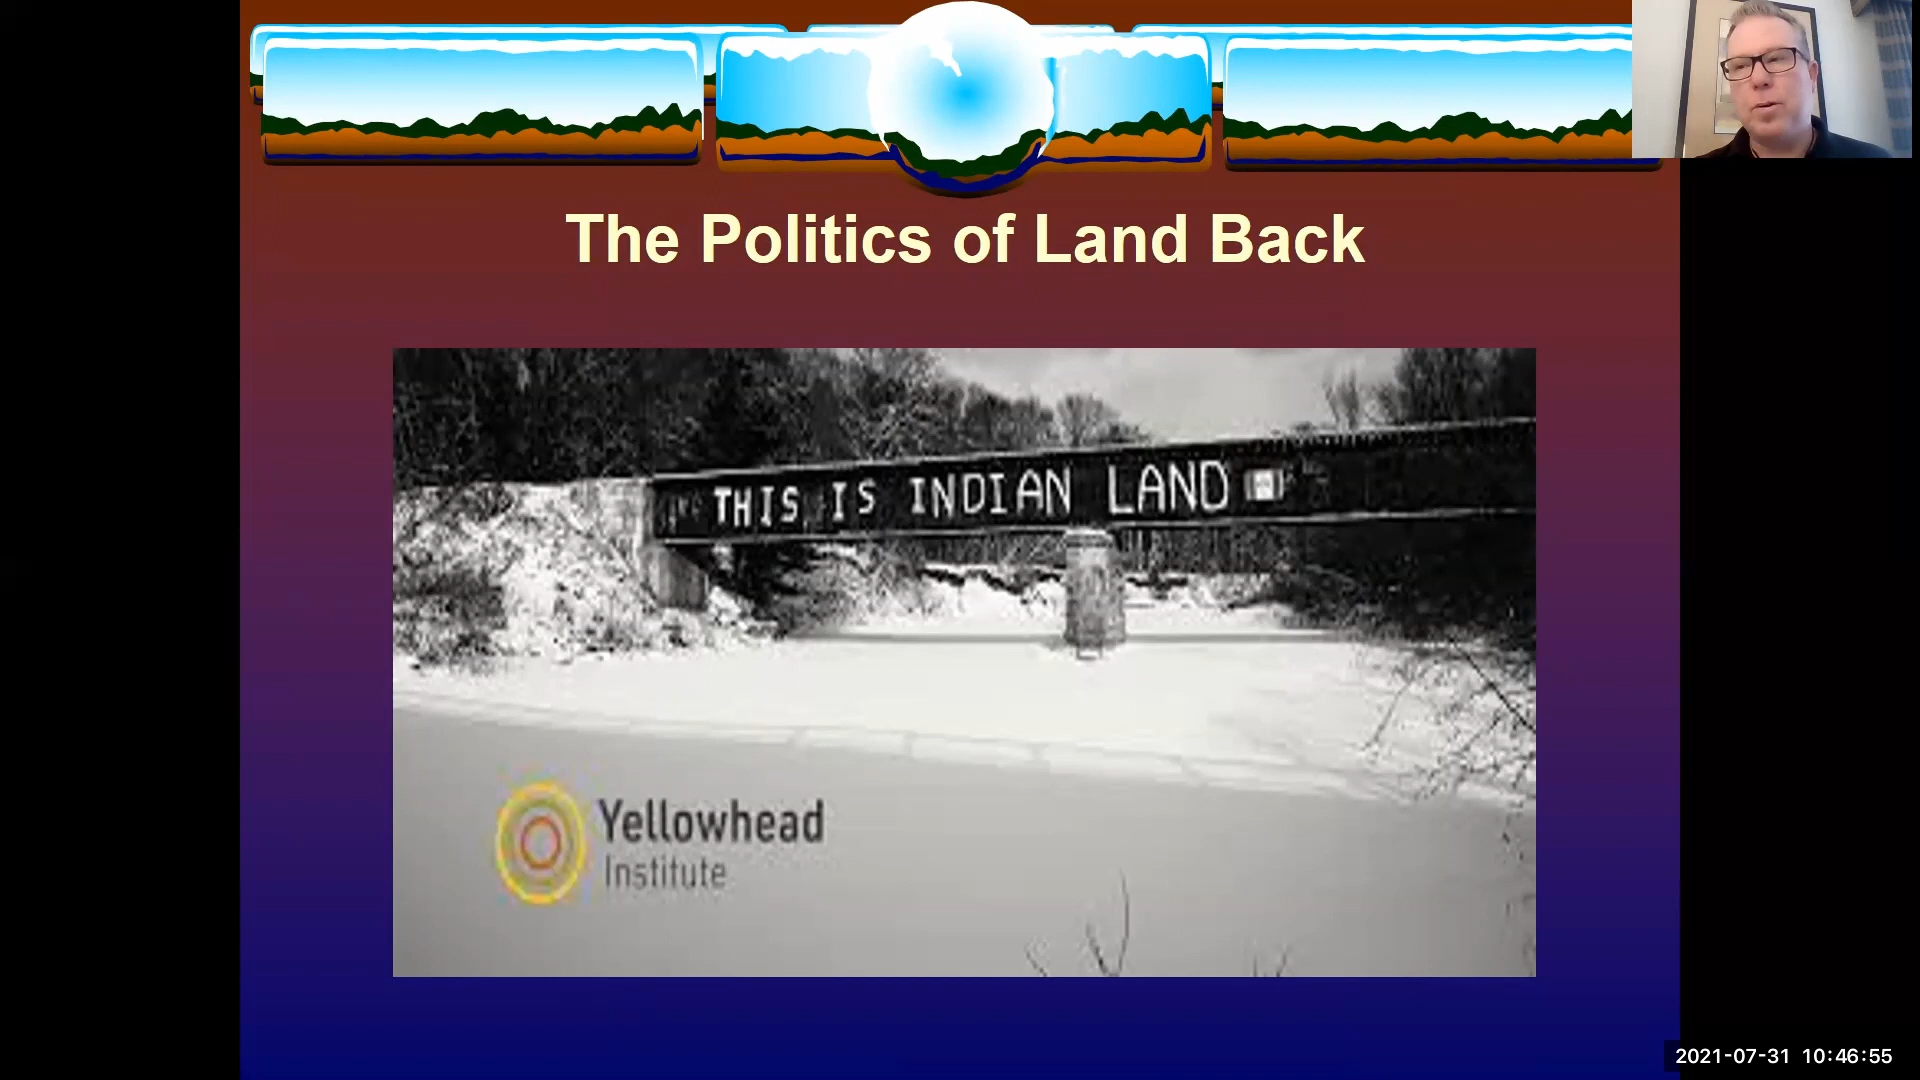 The Politics of Land Back
THIS IS INDIAN LAND
Yellowhead
Institute
2021-07-31 10:46:55